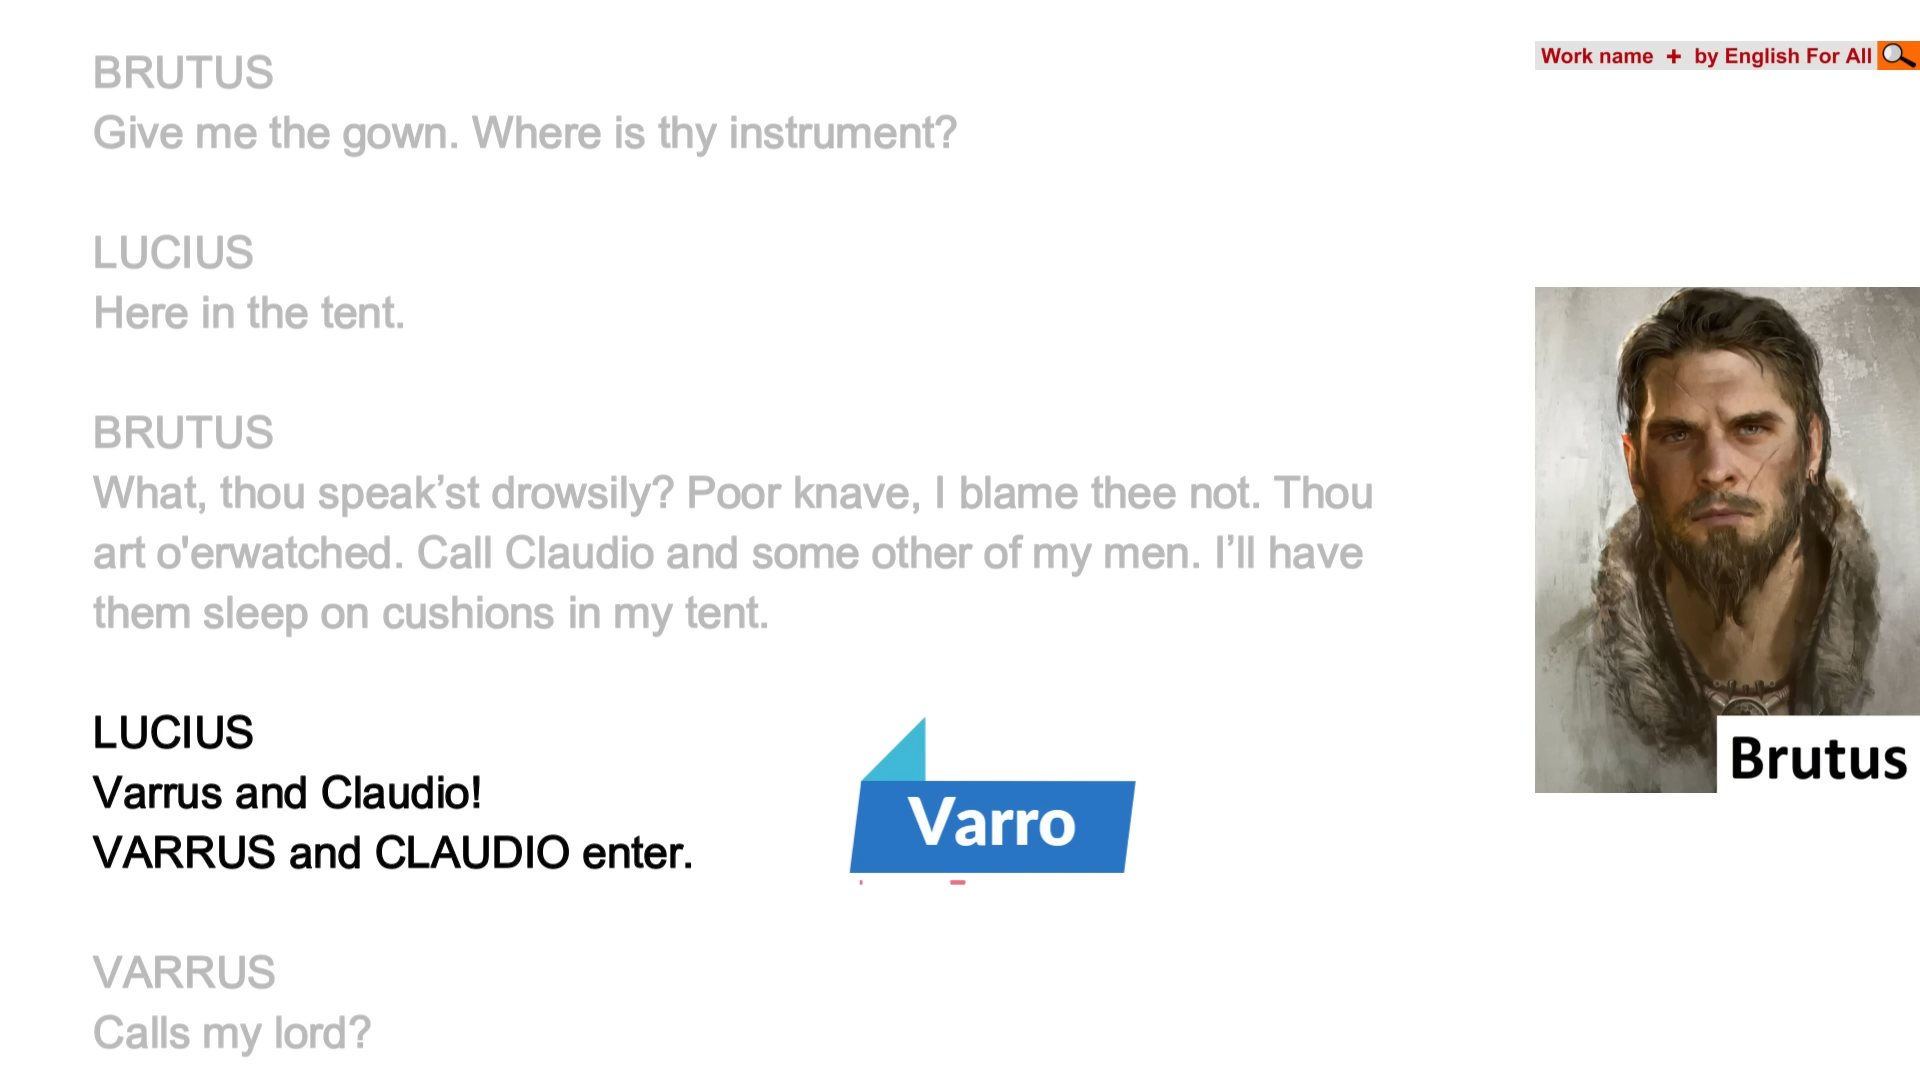 BRUTUS
Give me the gown. Where is thy instrument?
LUCIUS
Here in the tent.
BRUTUS
What, thou speak’st drowsily? Poor knave, I blame thee not. Thou
art o'erwatched. Call Claudio and some other of my men. I’ll have
them sleep on cushions in my tent.
LUCIUS
Varrus and Claudio!
VARRUS and CLAUDIO enter.
VARRUS
Calls my lord?
Varro
Work name + by English For All
Brutus